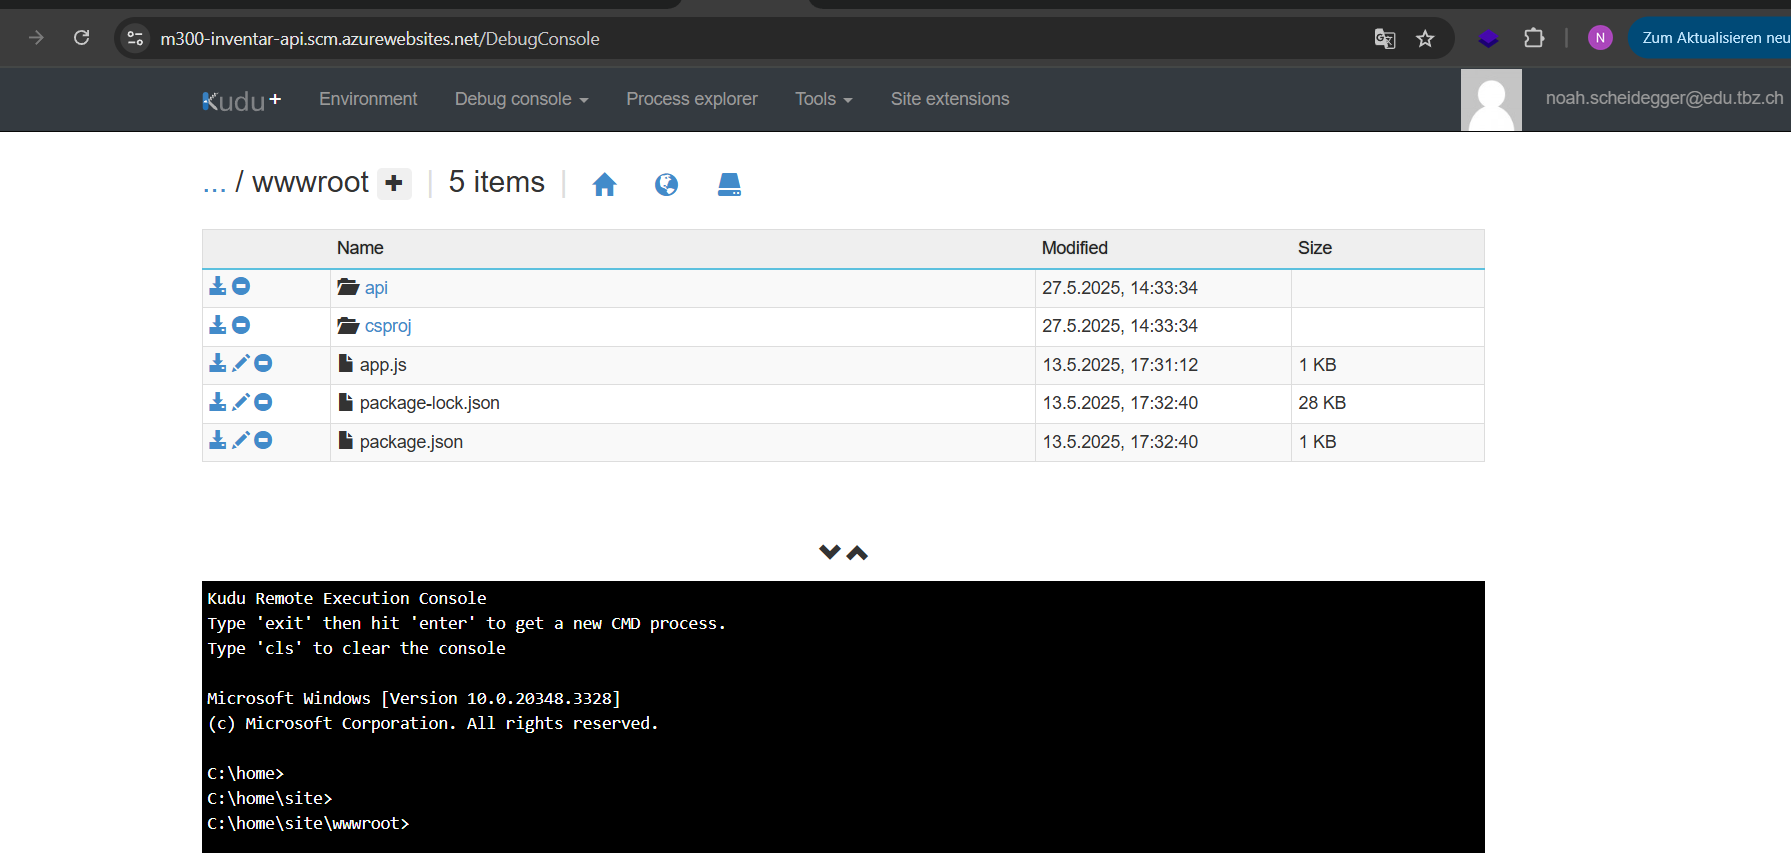 m300-inventar-api.scm.azurewebsites.net/DebugConsole
N
Zum Aktualisieren neu
Kudu+ Environment Debug console Process explorer Tools Site extensions noah.scheidegger@edu.tbz.ch
... / wwwroot + | 5 items |
Name Modified Size
api 27.5.2025, 14:33:34
csproj 27.5.2025, 14:33:34
app.js 13.5.2025, 17:31:12 1 KB
package-lock.json 13.5.2025, 17:32:40 28 KB
package.json 13.5.2025, 17:32:40 1 KB
Kudu Remote Execution Console
Type 'exit' then hit 'enter' to get a new CMD process.
Type 'cls' to clear the console
Microsoft Windows [Version 10.0.20348.3328]
(c) Microsoft Corporation. All rights reserved.
C:\home>
C:\home\site>
C:\home\site\wwwroot>